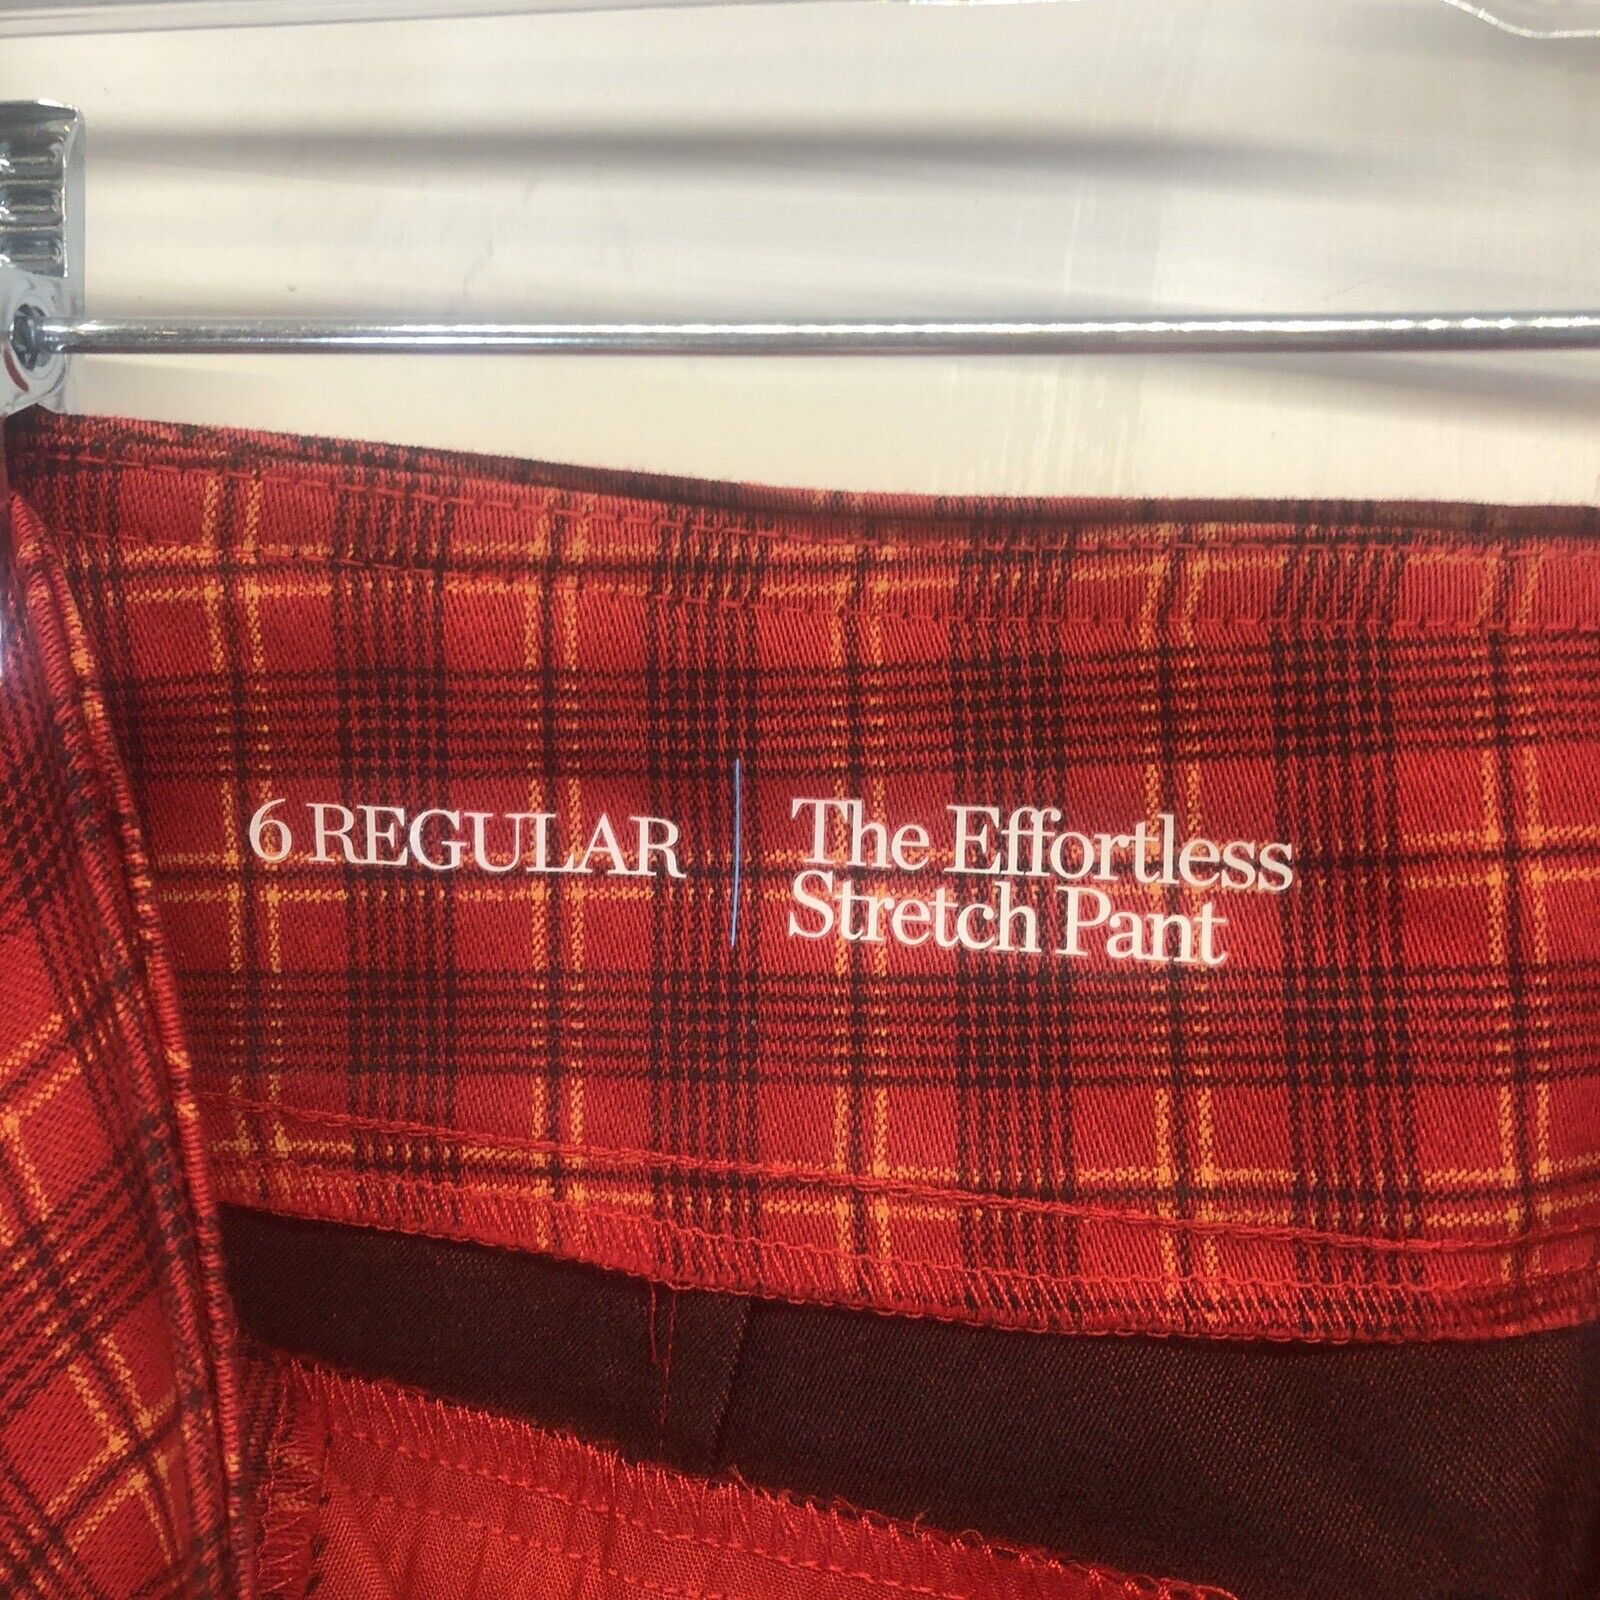 6 REGULAR
The Effortless
Stretch Pant